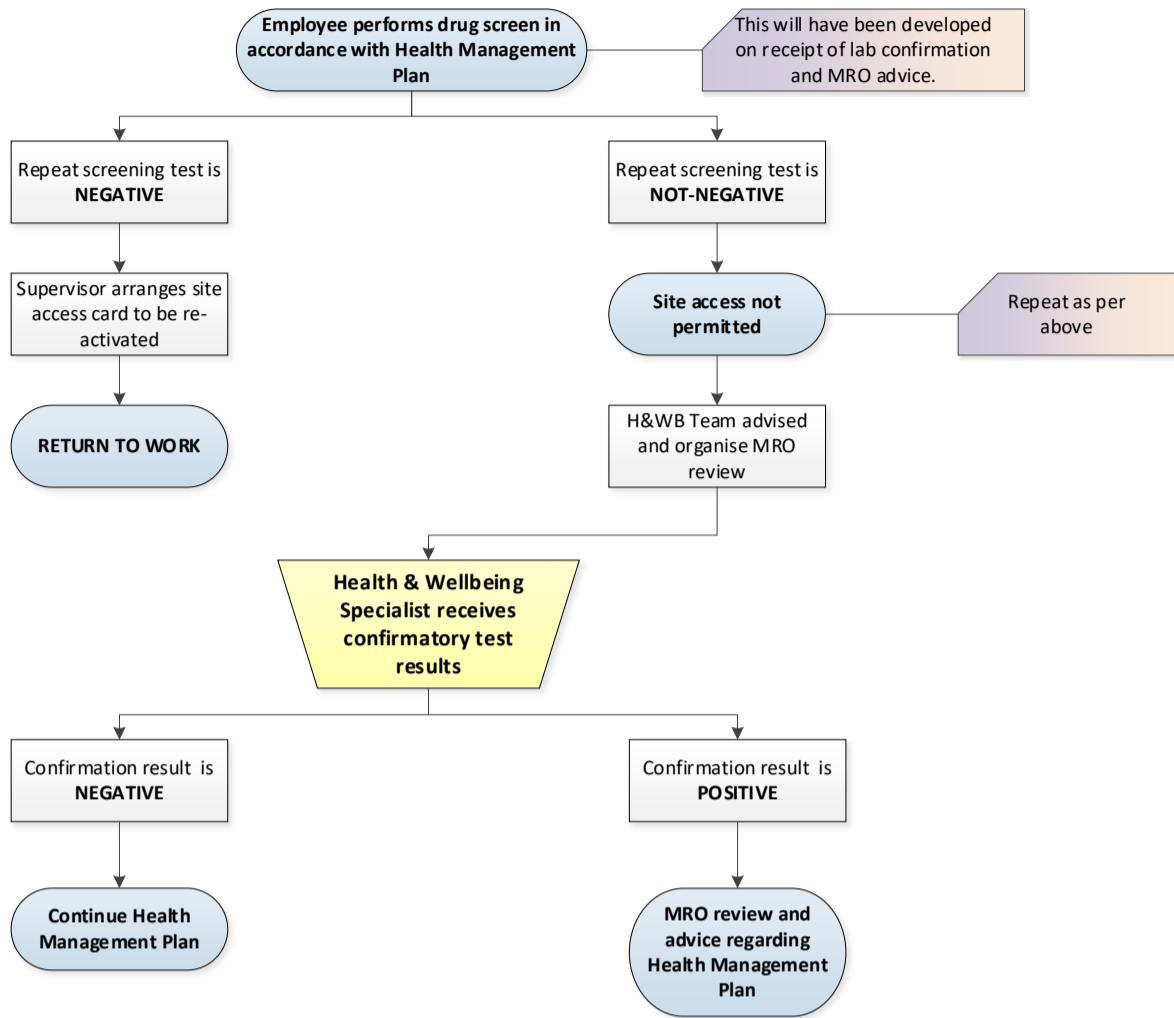 Employee performs drug screen in
accordance with Health Management
Plan
This will have been developed
on receipt of lab confirmation
and MRO advice.
Repeat screening test is
NEGATIVE
Repeat screening test is
NOT-NEGATIVE
Supervisor arranges site
access card to be re-
activated
Site access not
permitted
Repeat as per
above
RETURN TO WORK
H&WB Team advised
and organise MRO
review
Health & Wellbeing
Specialist receives
confirmatory test
results
Confirmation result is
NEGATIVE
Confirmation result is
POSITIVE
Continue Health
Management Plan
MRO review and
advice regarding
Health Management
Plan